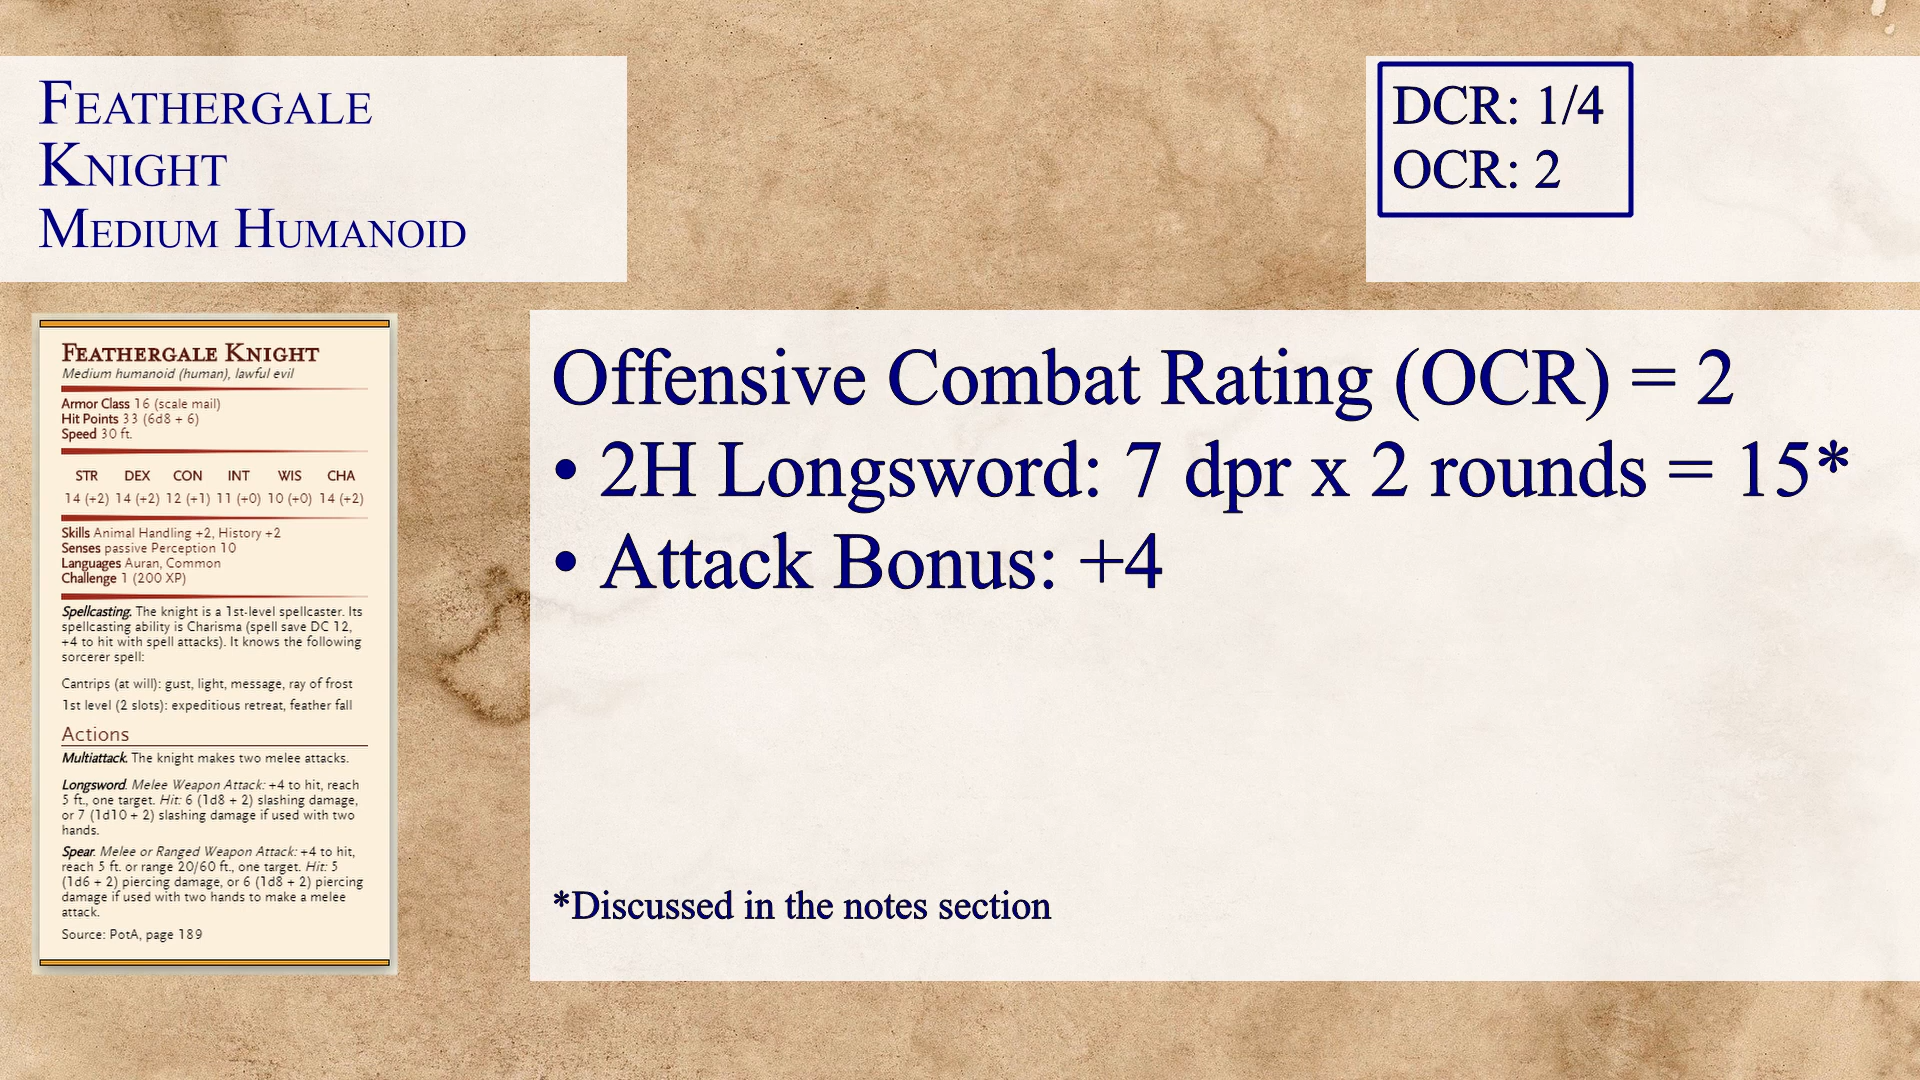 Feathergale
Knight
Medium Humanoid
DCR: 1/4
OCR: 2
Feathergale Knight
Medium humanoid (human), lawful evil
Armor Class 16 (scale mail)
Hit Points 33 (6d8 + 6)
Speed 30 ft.
STR DEX CON INT WIS CHA
14 (+2) 14 (+2) 12 (+1) 11 (+0) 10 (+0) 14 (+2)
Skills Animal Handling +2, History +2
Senses passive Perception 10
Languages Auran, Common
Challenge 1 (200 XP)
Spellcasting. The knight is a 1st-level spellcaster. Its
spellcasting ability is Charisma (spell save DC 12,
+4 to hit with spell attacks). It knows the following
sorcerer spell:
Cantrips (at will): gust, light, message, ray of frost
1st level (2 slots): expeditious retreat, feather fall
Actions
Multiattack. The knight makes two melee attacks.
Longsword. Melee Weapon Attack: +4 to hit, reach
5 ft., one target. Hit: 6 (1d8 + 2) slashing damage,
or 7 (1d10 + 2) slashing damage if used with two
hands.
Spear. Melee or Ranged Weapon Attack: +4 to hit,
reach 5 ft. or range 20/60 ft., one target. Hit: 5
(1d6 + 2) piercing damage, or 6 (1d8 + 2) piercing
damage if used with two hands to make a melee
attack.
Source: PotA, page 189
Offensive Combat Rating (OCR) = 2
• 2H Longsword: 7 dpr x 2 rounds = 15*
• Attack Bonus: +4
*Discussed in the notes section